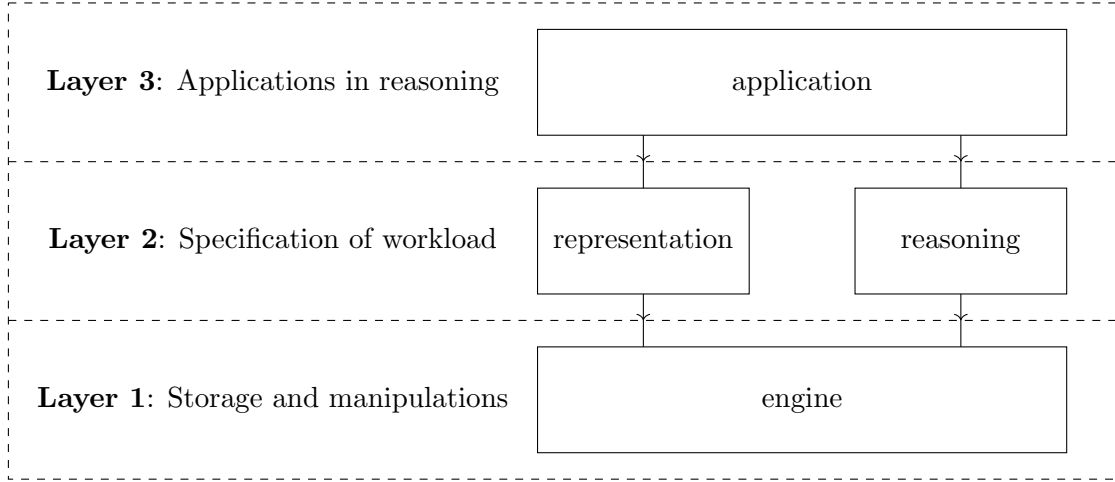 Layer 3: Applications in reasoning
application
Layer 2: Specification of workload
representation
reasoning
Layer 1: Storage and manipulations
engine